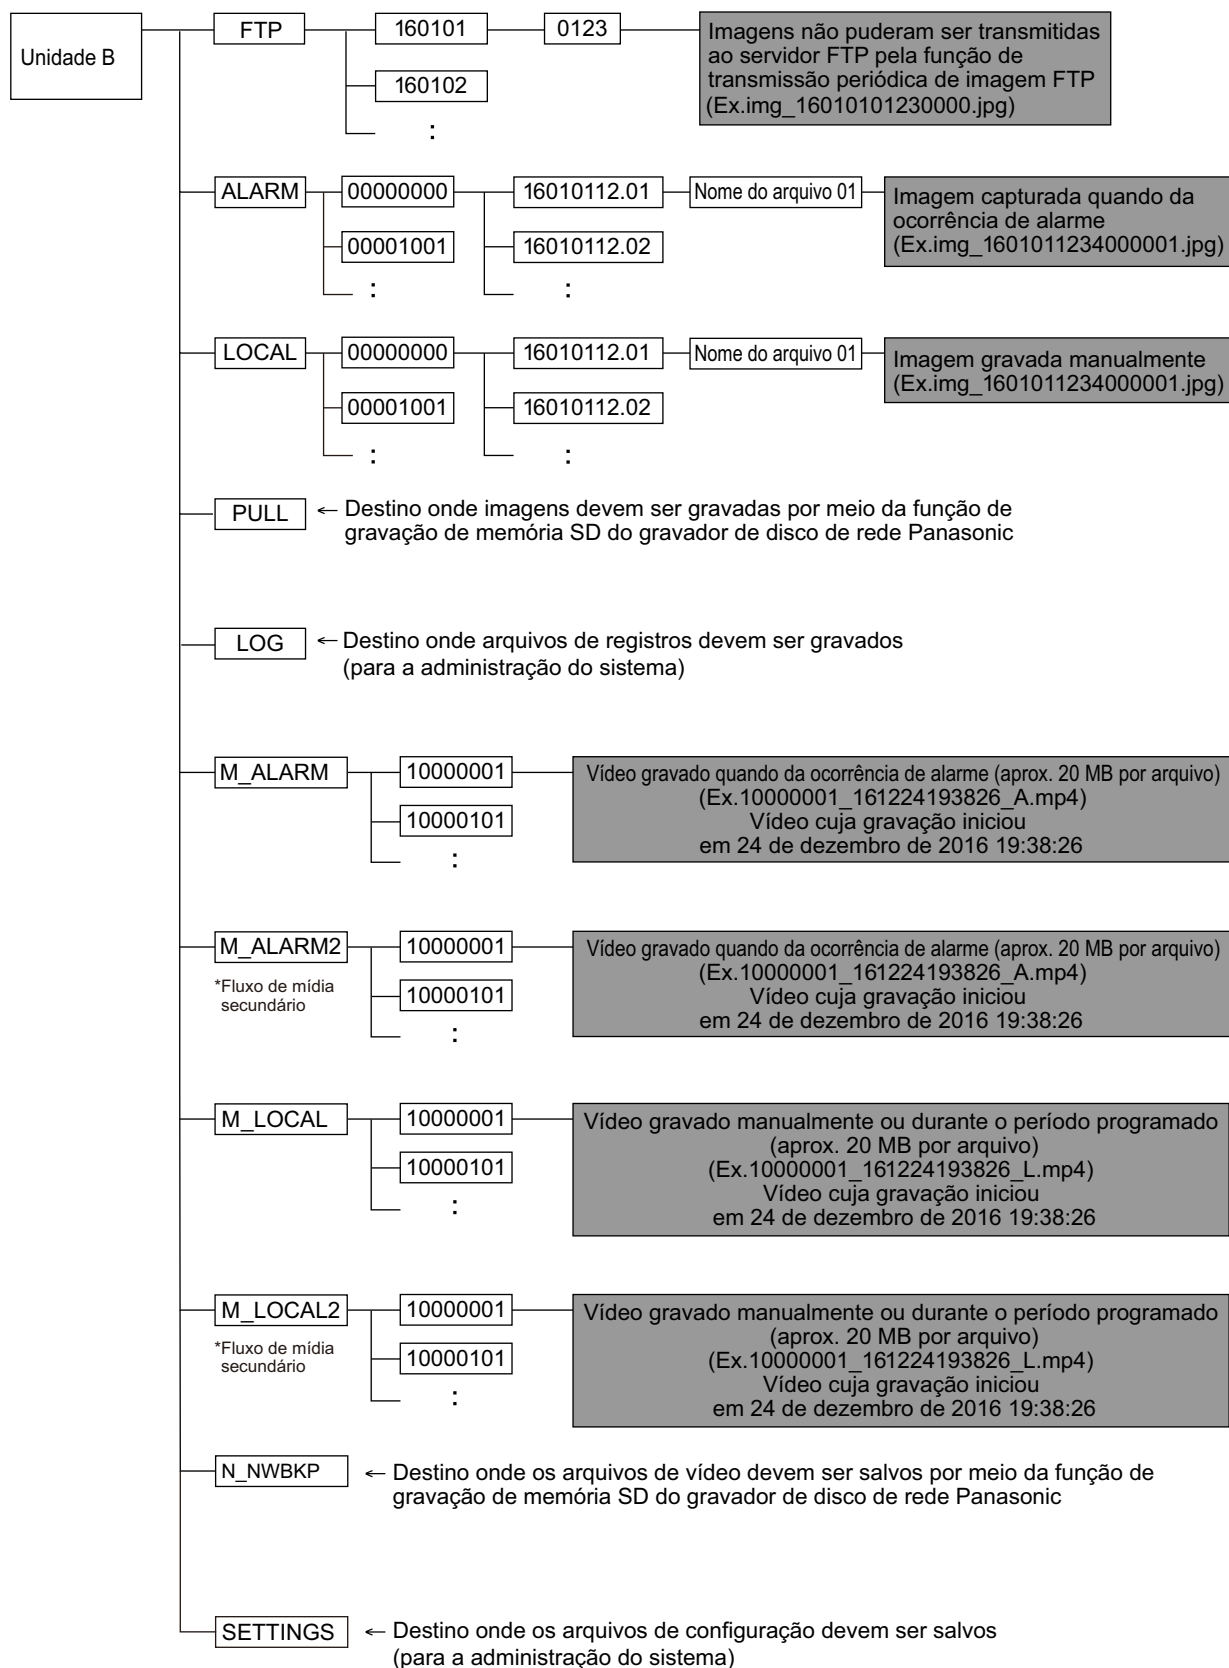 Unidade B
FTP
160101
0123
Imagens não puderam ser transmitidas
ao servidor FTP pela função de
transmissão periódica de imagem FTP
(Ex.img_16010101230000.jpg)
160102
:
ALARM
00000000
16010112.01
Nome do arquivo 01
Imagem capturada quando da
ocorrência de alarme
(Ex.img_1601011234000001.jpg)
00001001
16010112.02
:
:
LOCAL
00000000
16010112.01
Nome do arquivo 01
Imagem gravada manualmente
(Ex.img_1601011234000001.jpg)
00001001
16010112.02
:
:
PULL
← Destino onde imagens devem ser gravadas por meio da função de
gravação de memória SD do gravador de disco de rede Panasonic
LOG
← Destino onde arquivos de registros devem ser gravados
(para a administração do sistema)
M_ALARM
10000001
Vídeo gravado quando da ocorrência de alarme (aprox. 20 MB por arquivo)
(Ex.10000001_161224193826_A.mp4)
Vídeo cuja gravação iniciou
em 24 de dezembro de 2016 19:38:26
10000101
:
M_ALARM2
*Fluxo de mídia
secundário
10000001
Vídeo gravado quando da ocorrência de alarme (aprox. 20 MB por arquivo)
(Ex.10000001_161224193826_A.mp4)
Vídeo cuja gravação iniciou
em 24 de dezembro de 2016 19:38:26
10000101
:
M_LOCAL
10000001
Vídeo gravado manualmente ou durante o período programado
(aprox. 20 MB por arquivo)
(Ex.10000001_161224193826_L.mp4)
Vídeo cuja gravação iniciou
em 24 de dezembro de 2016 19:38:26
10000101
:
M_LOCAL2
*Fluxo de mídia
secundário
10000001
Vídeo gravado manualmente ou durante o período programado
(aprox. 20 MB por arquivo)
(Ex.10000001_161224193826_L.mp4)
Vídeo cuja gravação iniciou
em 24 de dezembro de 2016 19:38:26
10000101
:
N_NWBKP
← Destino onde os arquivos de vídeo devem ser salvos por meio da função de
gravação de memória SD do gravador de disco de rede Panasonic
SETTINGS
← Destino onde os arquivos de configuração devem ser salvos
(para a administração do sistema)